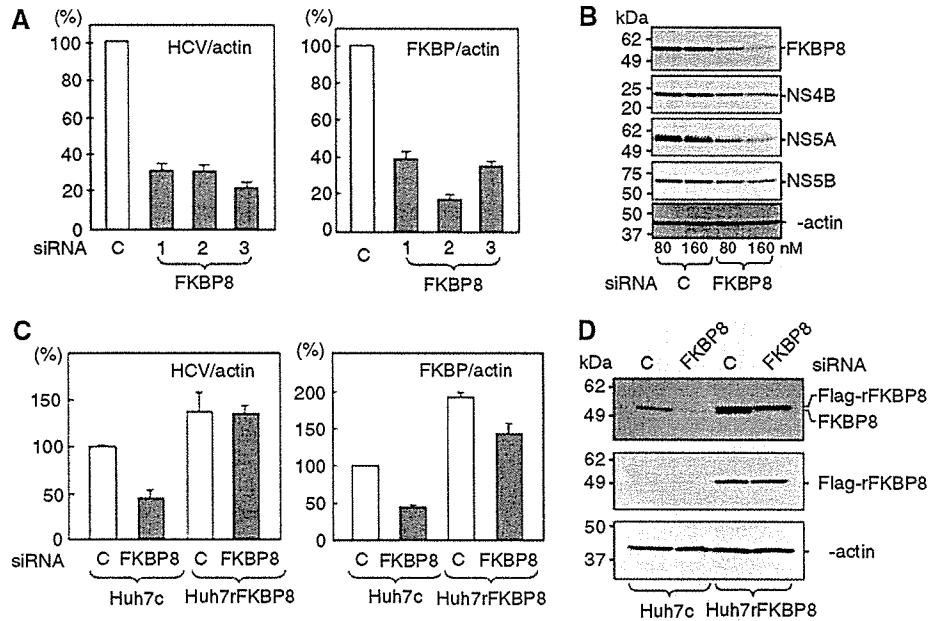 A
(%)
HCV/actin
100
80
60
40
20
0
siRNA C 1 2 3
FKBP8
(%)
FKBP/actin
100
80
60
40
20
0
C 1 2 3
FKBP8
B
kDa
62
49
FKBP8
25
20
NS4B
62
49
NS5A
75
50
NS5B
50
37
-actin
80 160 80 160 nM
siRNA C FKBP8
C
(%)
HCV/actin
150
100
50
0
siRNA C FKBP8 C FKBP8
Huh7c Huh7rFKBP8
(%)
FKBP/actin
200
150
100
50
0
C FKBP8 C FKBP8
Huh7c Huh7rFKBP8
D
kDa C FKBP8 C FKBP8 siRNA
62
49
Flag-rFKBP8
FKBP8
62
49
Flag-rFKBP8
50
37
-actin
Huh7c Huh7rFKBP8